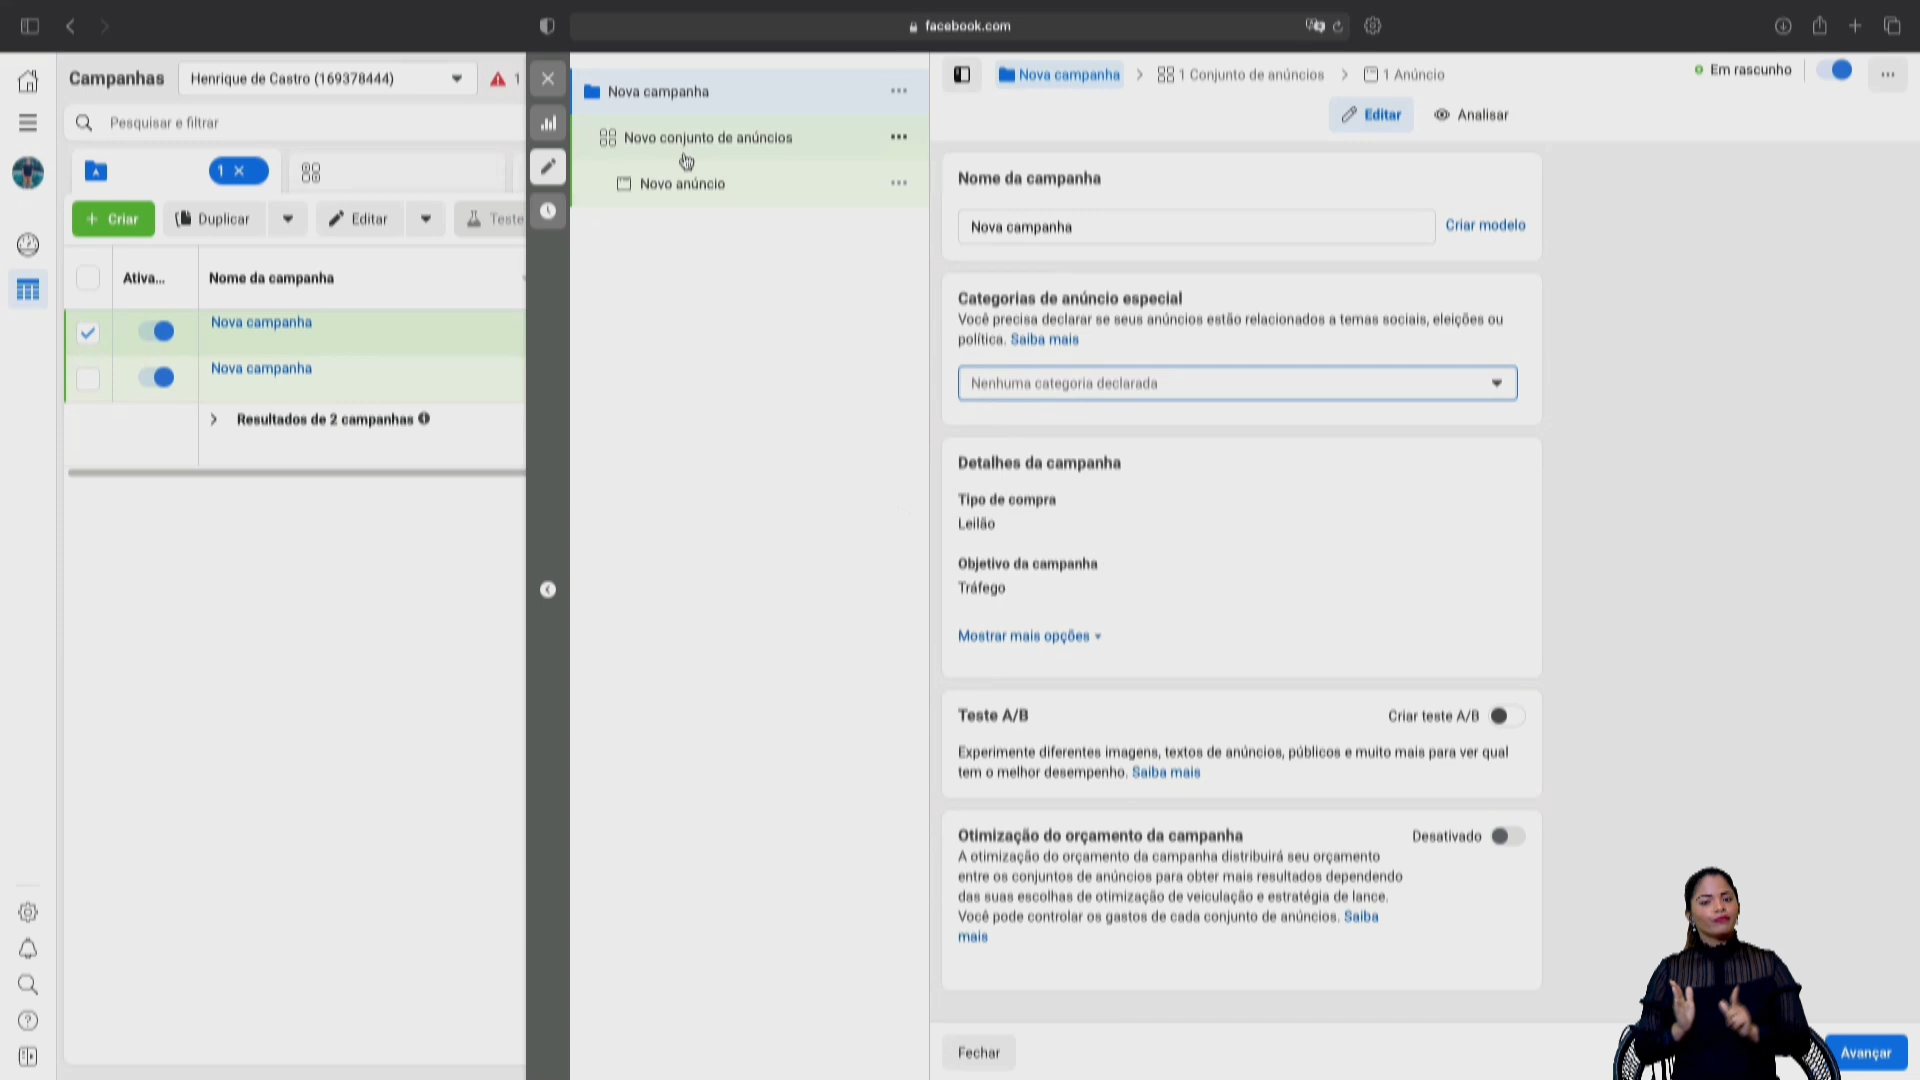 facebook.com
Campanhas
Henrique de Castro (169378444)
1
Pesquisar e filtrar
1 ×
+ Criar
Duplicar
Editar
Teste
Ativa...
Nome da campanha
Nova campanha
Nova campanha
Resultados de 2 campanhas
Nova campanha
Novo conjunto de anúncios
Novo anúncio
Nova campanha
1 Conjunto de anúncios
1 Anúncio
Em rascunho
Editar
Analisar
Nome da campanha
Nova campanha
Criar modelo
Categorias de anúncio especial
Você precisa declarar se seus anúncios estão relacionados a temas sociais, eleições ou
política. Saiba mais
Nenhuma categoria declarada
Detalhes da campanha
Tipo de compra
Leilão
Objetivo da campanha
Tráfego
Mostrar mais opções
Teste A/B
Criar teste A/B
Experimente diferentes imagens, textos de anúncios, públicos e muito mais para ver qual
tem o melhor desempenho. Saiba mais
Otimização do orçamento da campanha
Desativado
A otimização do orçamento da campanha distribuirá seu orçamento
entre os conjuntos de anúncios para obter mais resultados dependendo
das suas escolhas de otimização de veiculação e estratégia de lance.
Você pode controlar os gastos de cada conjunto de anúncios. Saiba
mais
Fechar
Avançar